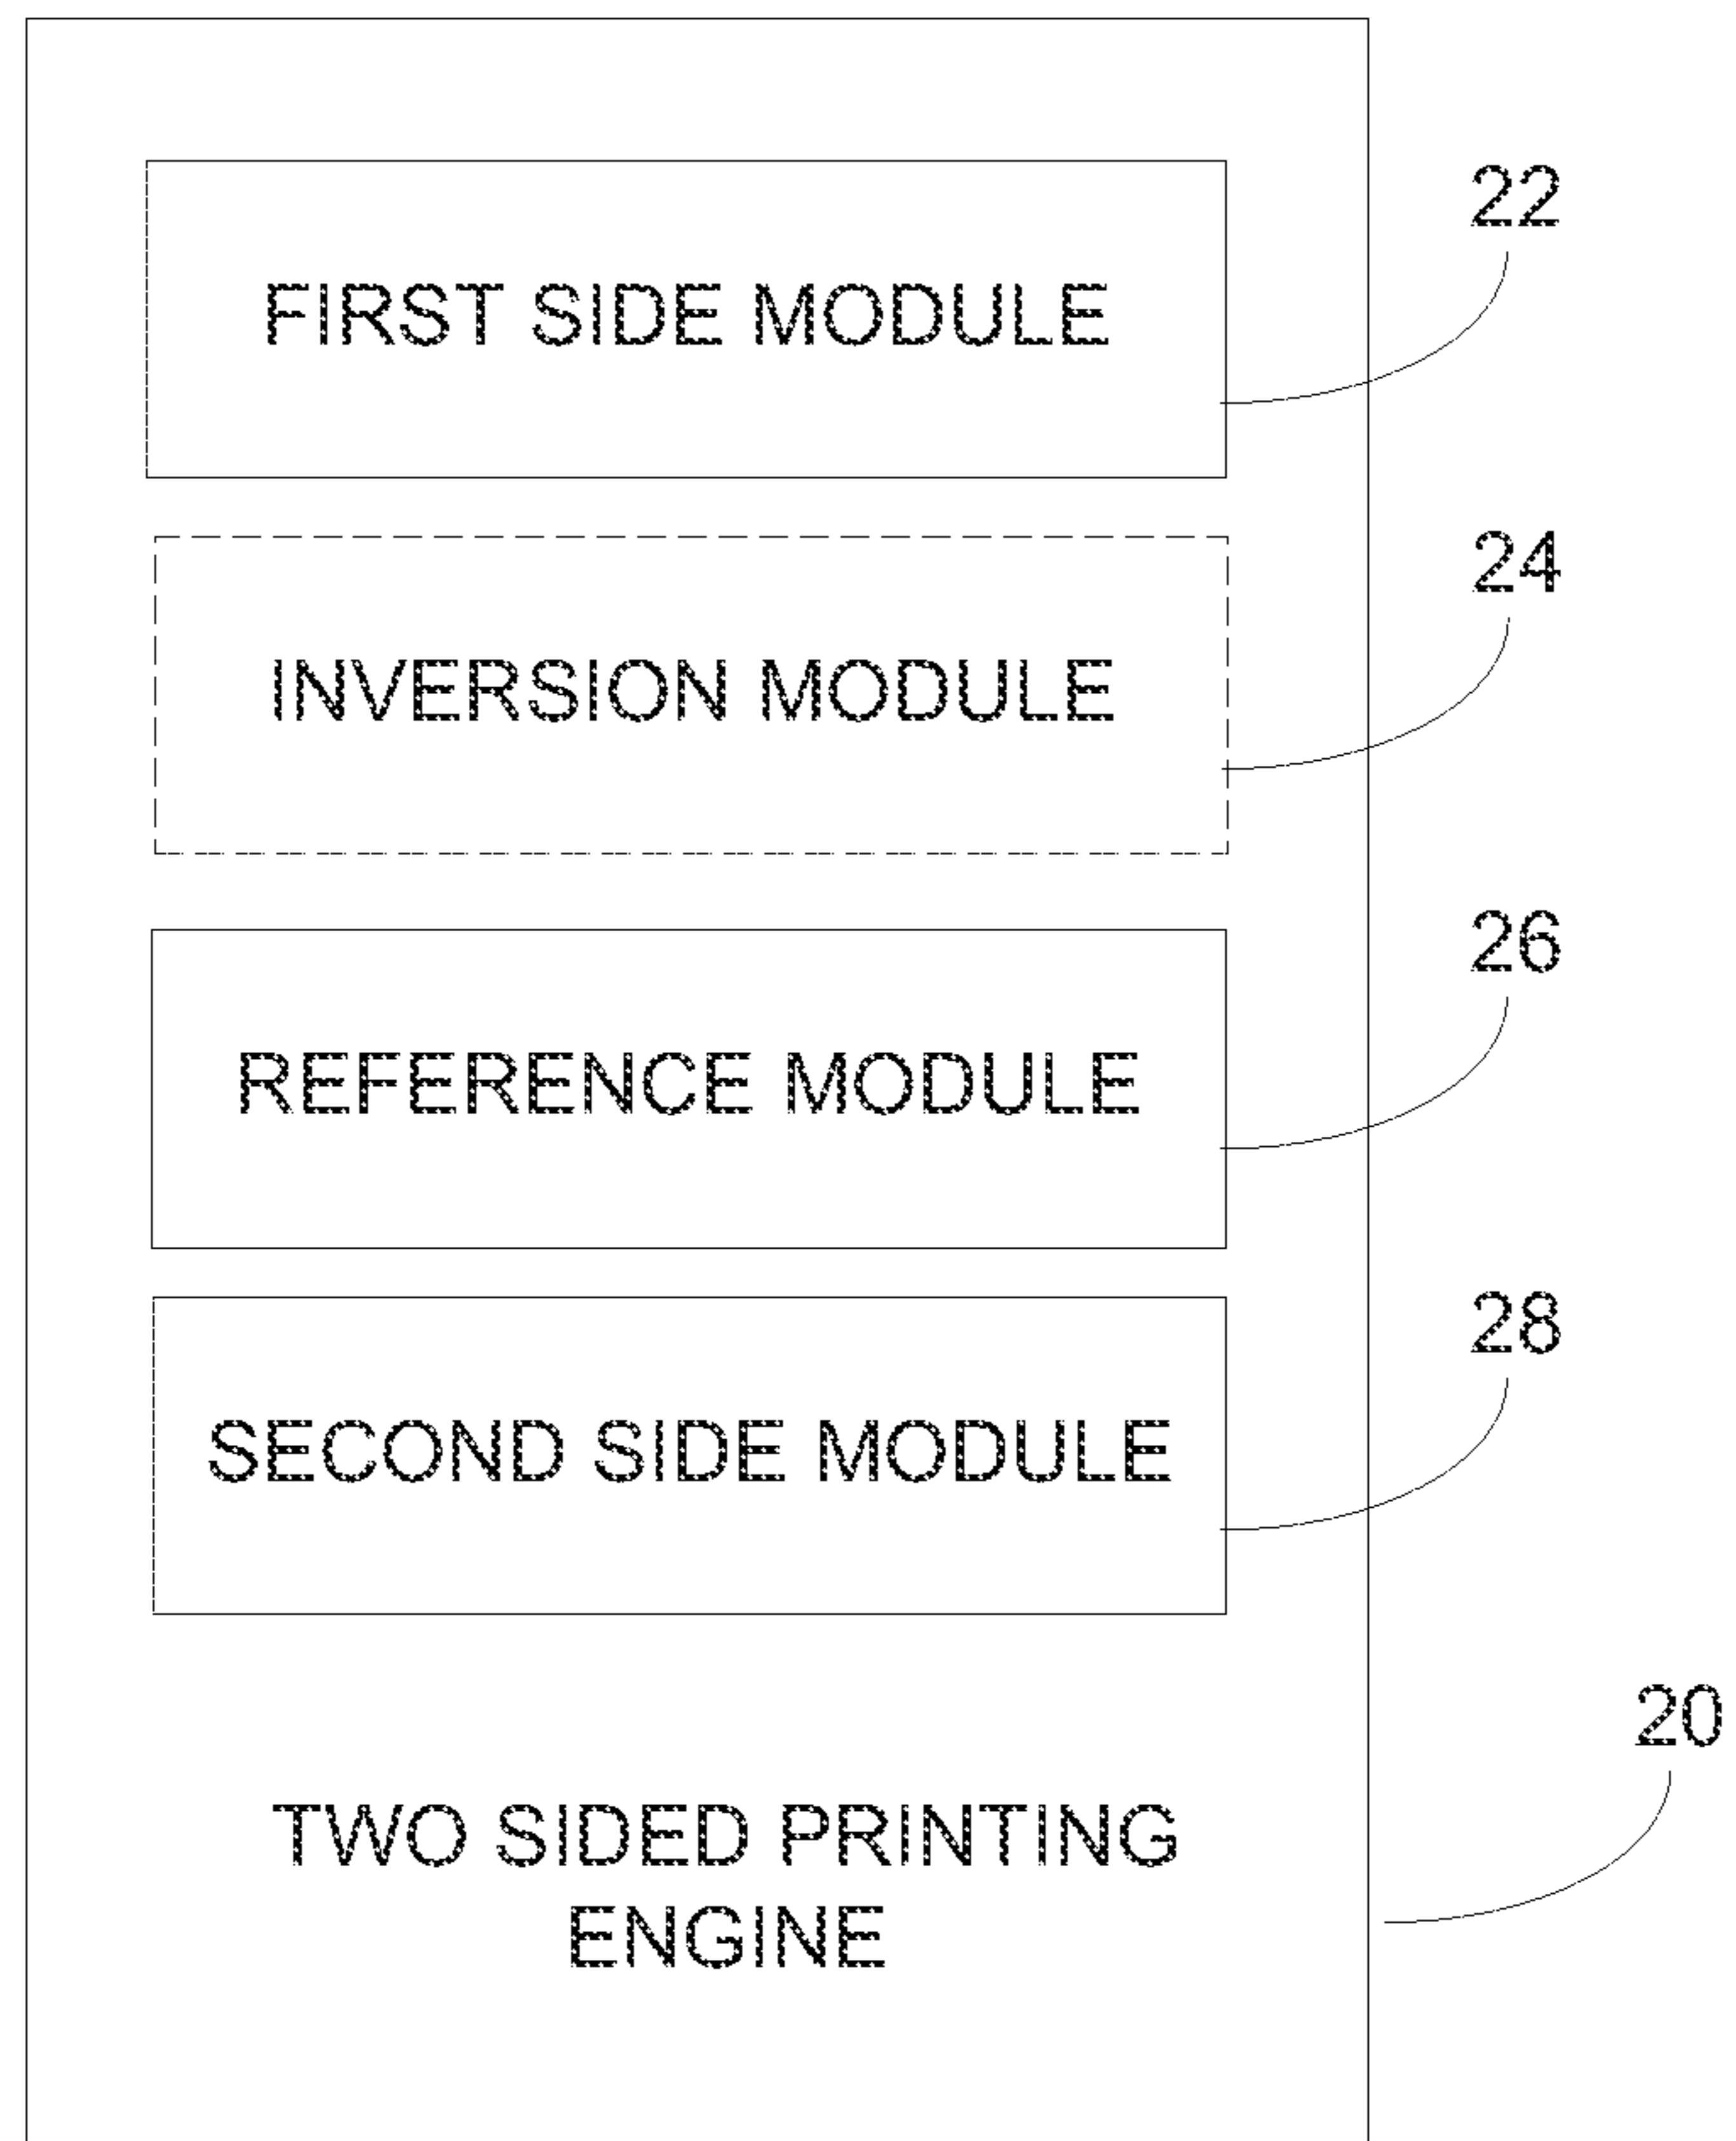 22
FIRST SIDE MODULE
24
INVERSION MODULE
26
REFERENCE MODULE
28
SECOND SIDE MODULE
20
TWO SIDED PRINTING
ENGINE